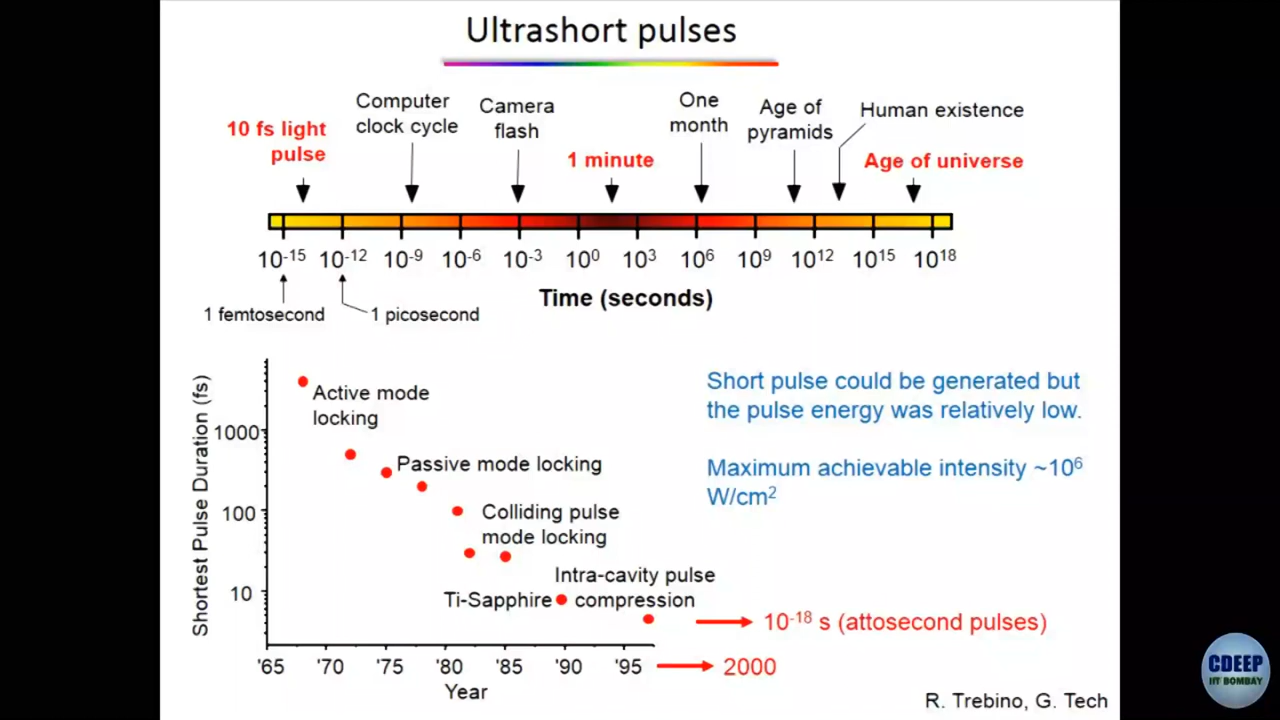 Ultrashort pulses
10 fs light
pulse
Computer
clock cycle
Camera
flash
1 minute
One
month
Age of
pyramids
Human existence
Age of universe
10-15 10-12 10-9 10-6 10-3 100 103 106 109 1012 1015 1018
Time (seconds)
1 femtosecond
1 picosecond
Shortest Pulse Duration (fs)
1000
100
10
Active mode
locking
Passive mode locking
Colliding pulse
mode locking
Intra-cavity pulse
Ti-Sapphire compression
'65 '70 '75 '80 '85 '90 '95
Year
Short pulse could be generated but
the pulse energy was relatively low.
Maximum achievable intensity ~106
W/cm2
10-18 s (attosecond pulses)
2000
R. Trebino, G. Tech
CDEEP
IIT BOMBAY